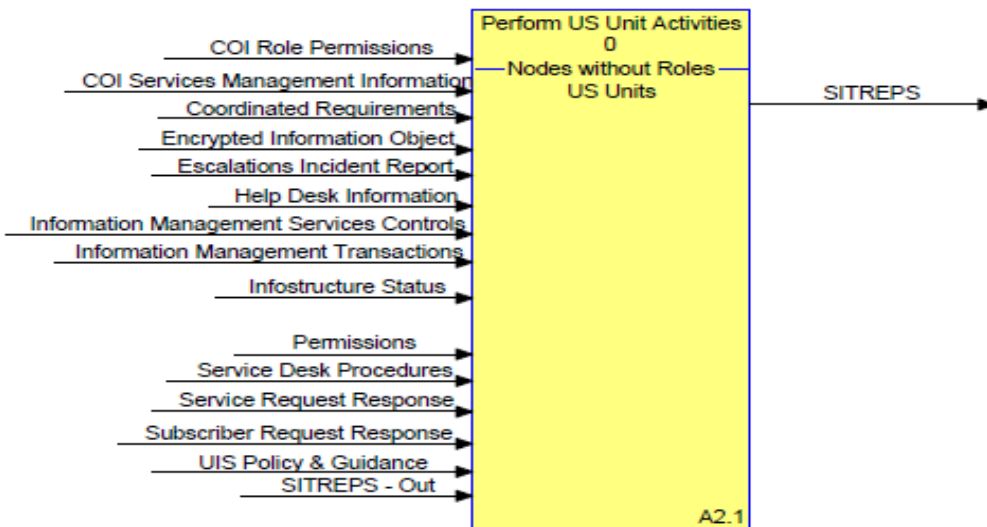 Perform US Unit Activities
0
Nodes without Roles
US Units
COI Role Permissions
COI Services Management Information
Coordinated Requirements
Encrypted Information Object
Escalations Incident Report
Help Desk Information
Information Management Services Controls
Information Management Transactions
Infostructure Status
Permissions
Service Desk Procedures
Service Request Response
Subscriber Request Response
UIS Policy & Guidance
SITREPS - Out
SITREPS
A2.1